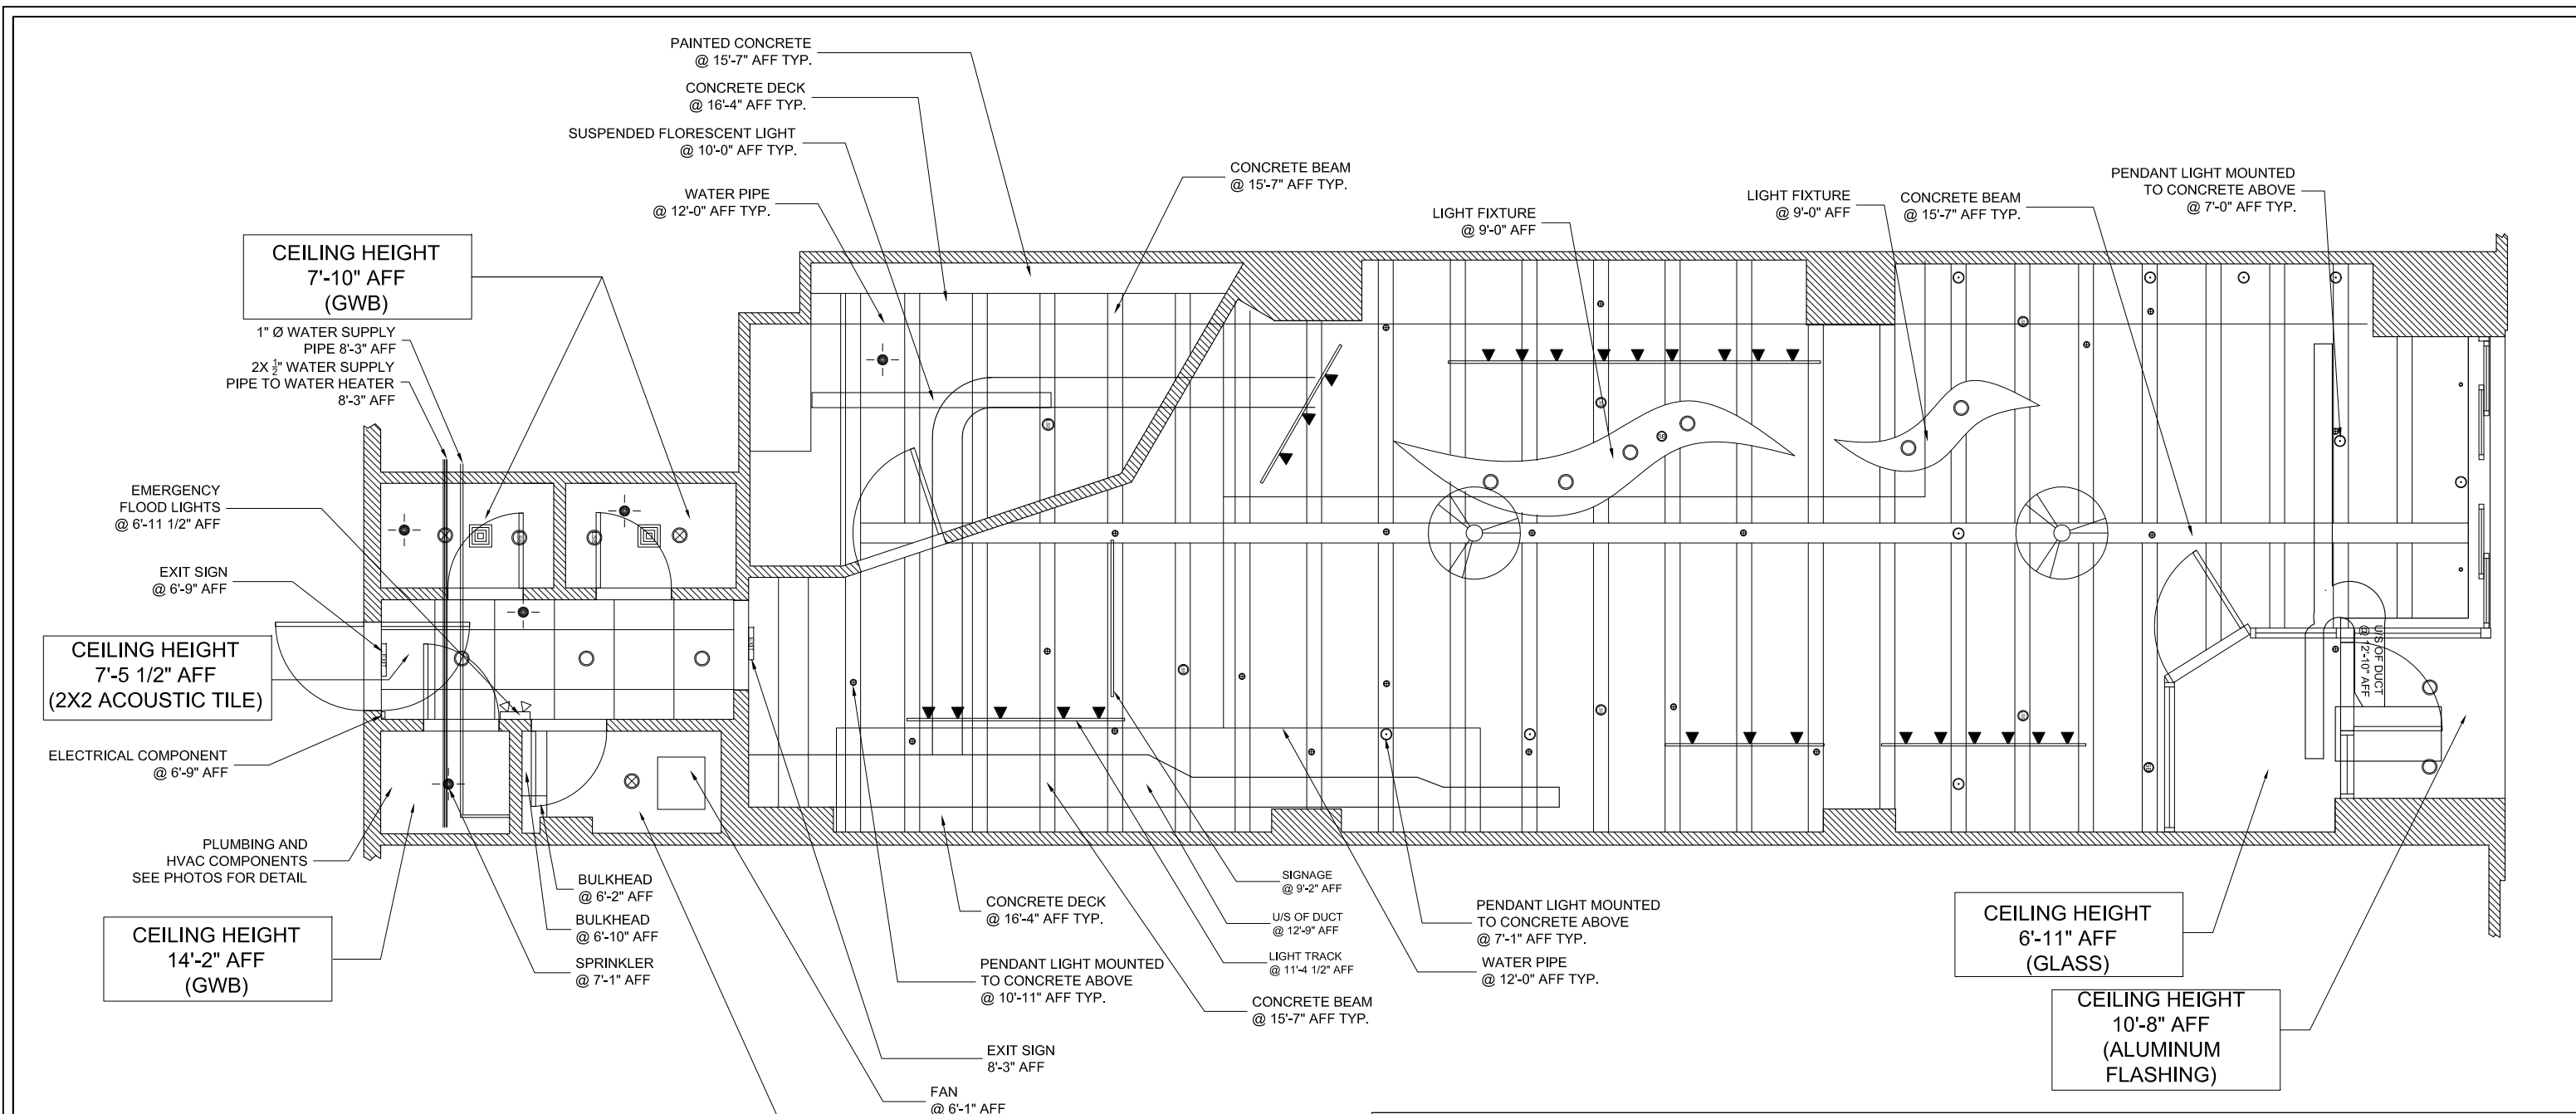 PAINTED CONCRETE
@ 15'-7" AFF TYP.
CONCRETE DECK
@ 16'-4" AFF TYP.
SUSPENDED FLORESCENT LIGHT
@ 10'-0" AFF TYP.
WATER PIPE
@ 12'-0" AFF TYP.
CONCRETE BEAM
@ 15'-7" AFF TYP.
LIGHT FIXTURE
@ 9'-0" AFF
LIGHT FIXTURE
@ 9'-0" AFF
CONCRETE BEAM
@ 15'-7" AFF TYP.
PENDANT LIGHT MOUNTED
TO CONCRETE ABOVE
@ 7'-0" AFF TYP.
CEILING HEIGHT
7'-10" AFF
(GWB)
1" Ø WATER SUPPLY
PIPE 8'-3" AFF
2X ½" WATER SUPPLY
PIPE TO WATER HEATER
8'-3" AFF
EMERGENCY
FLOOD LIGHTS
@ 6'-11 1/2" AFF
EXIT SIGN
@ 6'-9" AFF
CEILING HEIGHT
7'-5 1/2" AFF
(2X2 ACOUSTIC TILE)
ELECTRICAL COMPONENT
@ 6'-9" AFF
PLUMBING AND
HVAC COMPONENTS
SEE PHOTOS FOR DETAIL
CEILING HEIGHT
14'-2" AFF
(GWB)
BULKHEAD
@ 6'-2" AFF
BULKHEAD
@ 6'-10" AFF
SPRINKLER
@ 7'-1" AFF
EXIT
EXIT
U/S OF DUCT
@ 12'-10" AFF
CONCRETE DECK
@ 16'-4" AFF TYP.
PENDANT LIGHT MOUNTED
TO CONCRETE ABOVE
@ 10'-11" AFF TYP.
EXIT SIGN
8'-3" AFF
FAN
@ 6'-1" AFF
SIGNAGE
@ 9'-2" AFF
U/S OF DUCT
@ 12'-9" AFF
LIGHT TRACK
@ 11'-4 1/2" AFF
CONCRETE BEAM
@ 15'-7" AFF TYP.
PENDANT LIGHT MOUNTED
TO CONCRETE ABOVE
@ 7'-1" AFF TYP.
WATER PIPE
@ 12'-0" AFF TYP.
CEILING HEIGHT
6'-11" AFF
(GLASS)
CEILING HEIGHT
10'-8" AFF
(ALUMINUM
FLASHING)